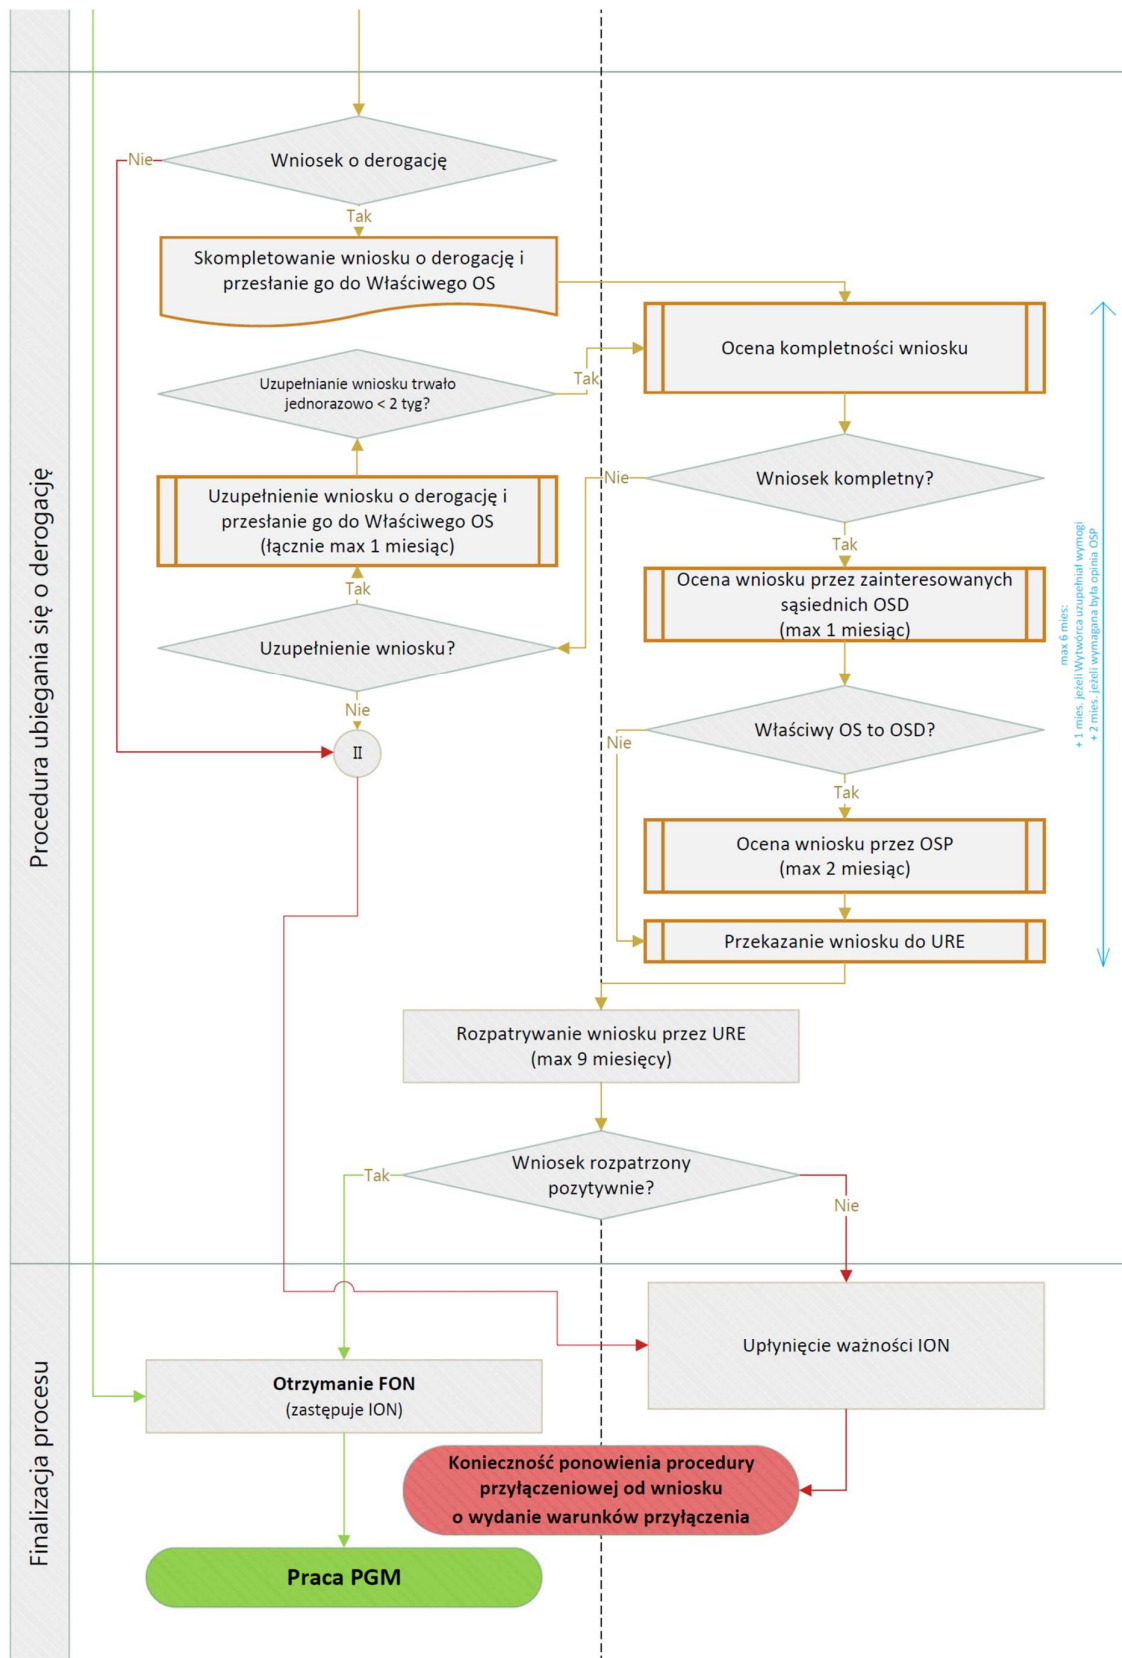 Procedura ubiegania się o derogację
Wniosek o derogację
Nie
Tak
Skompletowanie wniosku o derogację i
przesłanie go do Właściwego OS
Ocena kompletności wniosku
Uzupełnianie wniosku trwało
jednorazowo < 2 tyg?
Tak
Wniosek kompletny?
Nie
Tak
Uzupełnienie wniosku o derogację i
przesłanie go do Właściwego OS
(łącznie max 1 miesiąc)
Tak
Ocena wniosku przez zainteresowanych
sąsiednich OSD
(max 1 miesiąc)
Uzupełnienie wniosku?
Nie
II
max 6 mies:
+ 1 mies. jeżeli Wytwórca uzupełniał wymogi
+ 2 mies. jeżeli wymagana była opinia OSP
Właściwy OS to OSD?
Nie
Tak
Ocena wniosku przez OSP
(max 2 miesiąc)
Przekazanie wniosku do URE
Rozpatrywanie wniosku przez URE
(max 9 miesięcy)
Wniosek rozpatrzony
pozytywnie?
Tak
Nie
Finalizacja procesu
Upłynięcie ważności ION
Otrzymanie FON
(zastępuje ION)
Konieczność ponowienia procedury
przyłączeniowej od wniosku
o wydanie warunków przyłączenia
Praca PGM